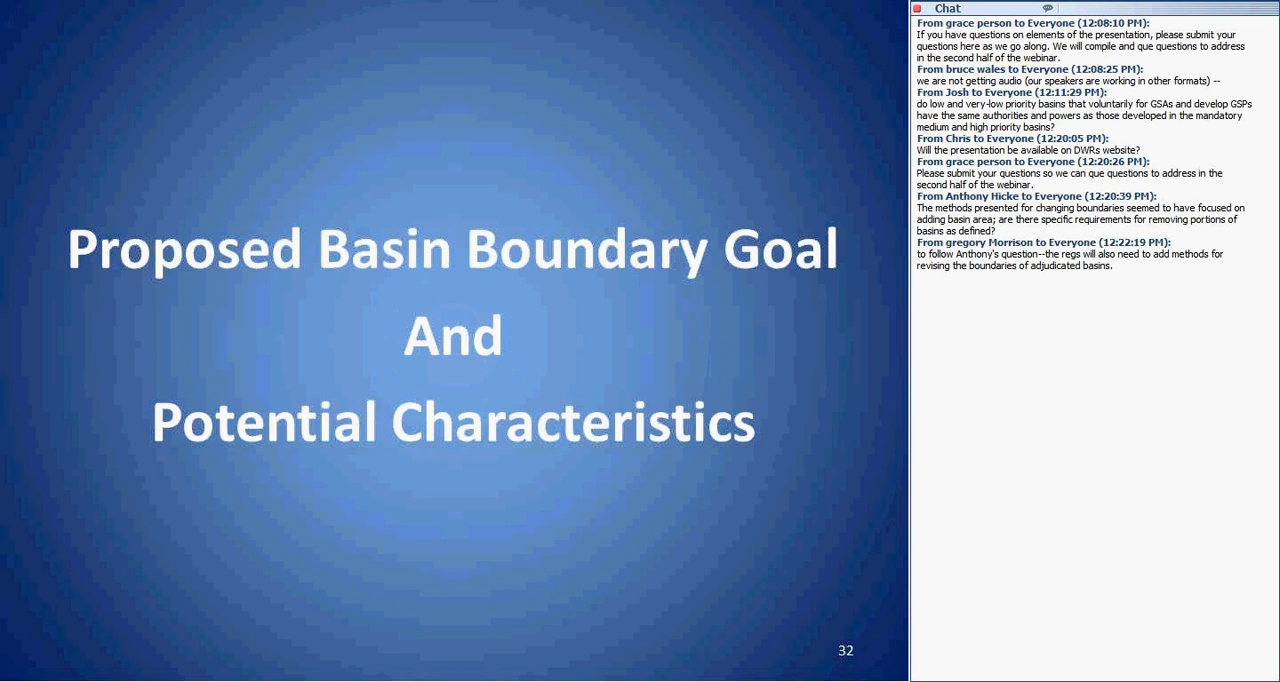 Proposed Basin Boundary Goal
And
Potential Characteristics
32
Chat
From grace person to Everyone (12:08:10 PM):
If you have questions on elements of the presentation, please submit your
questions here as we go along. We will compile and que questions to address
in the second half of the webinar.
From bruce wales to Everyone (12:08:25 PM):
we are not getting audio (our speakers are working in other formats) --
From Josh to Everyone (12:11:29 PM):
do low and very-low priority basins that voluntarily for GSAs and develop GSPs
have the same authorities and powers as those developed in the mandatory
medium and high priority basins?
From Chris to Everyone (12:20:05 PM):
Will the presentation be available on DWRs website?
From grace person to Everyone (12:20:26 PM):
Please submit your questions so we can que questions to address in the
second half of the webinar.
From Anthony Hicke to Everyone (12:20:39 PM):
The methods presented for changing boundaries seemed to have focused on
adding basin area; are there specific requirements for removing portions of
basins as defined?
From gregory Morrison to Everyone (12:22:19 PM):
to follow Anthony's question--the regs will also need to add methods for
revising the boundaries of adjudicated basins.